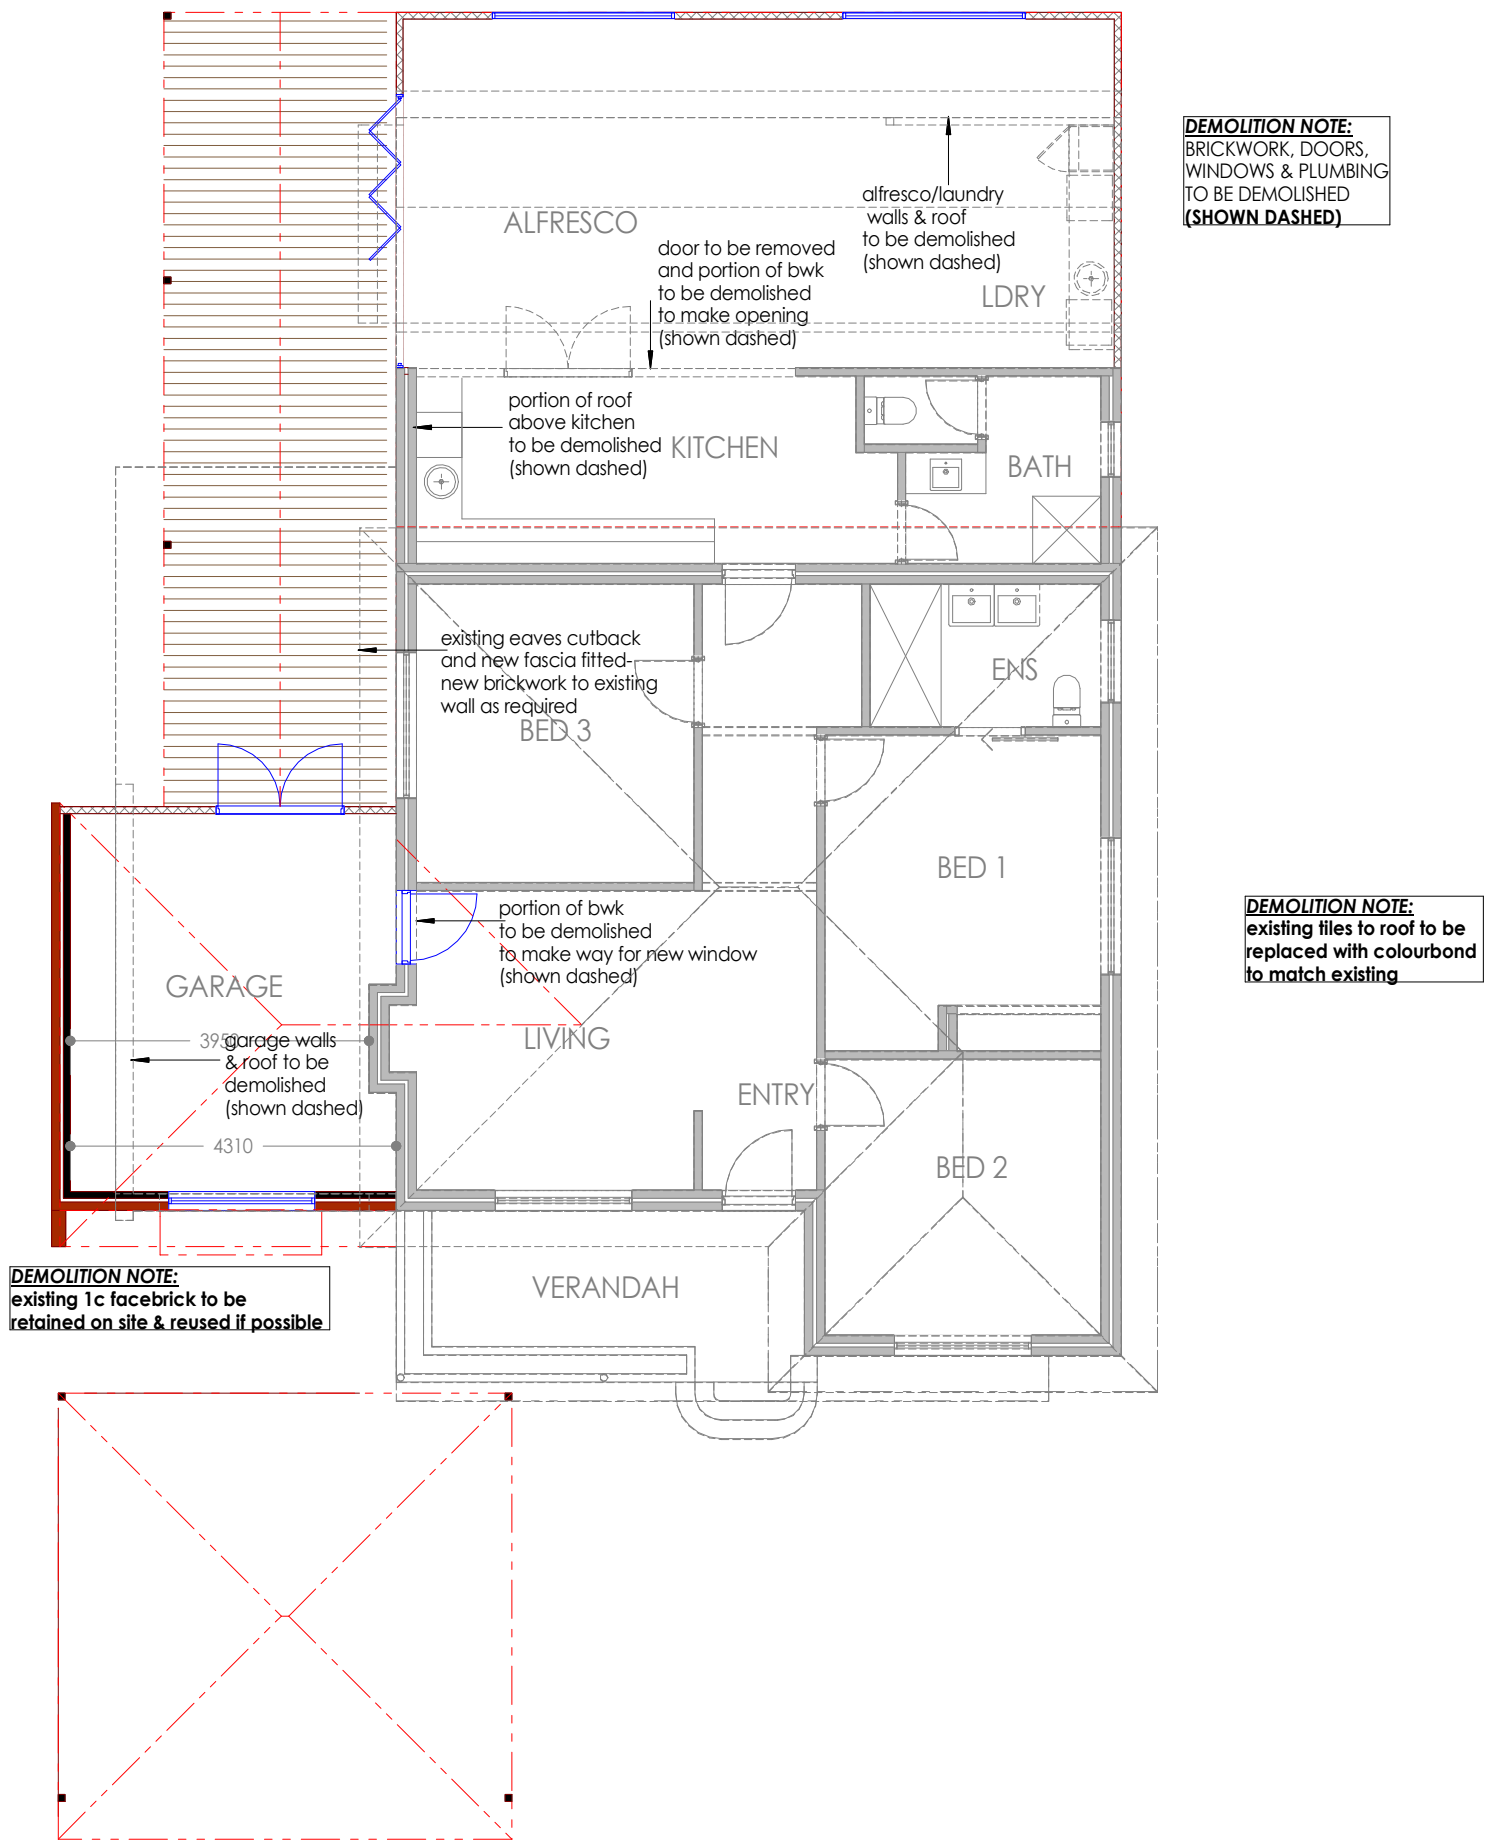 DEMOLITION NOTE:
BRICKWORK, DOORS,
WINDOWS & PLUMBING
TO BE DEMOLISHED
(SHOWN DASHED)
alfresco/laundry
walls & roof
to be demolished
(shown dashed)
ALFRESCO
door to be removed
and portion of bwk
to be demolished
to make opening
(shown dashed)
LDRY
portion of roof
above kitchen
to be demolished
(shown dashed)
KITCHEN
BATH
existing eaves cutback
and new fascia fitted-
new brickwork to existing
wall as required
ENS
BED 3
BED 1
portion of bwk
to be demolished
to make way for new window
(shown dashed)
DEMOLITION NOTE:
existing tiles to roof to be
replaced with colourbond
to match existing
GARAGE
3950
garage walls
& roof to be
demolished
(shown dashed)
LIVING
ENTRY
4310
BED 2
DEMOLITION NOTE:
existing 1c facebrick to be
retained on site & reused if possible
VERANDAH